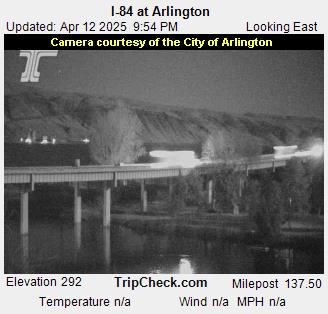 I-84 at Arlington
Updated: Apr 12 2025 9:54 PM Looking East
Camera courtesy of the City of Arlington
Elevation 292 TripCheck.com Milepost 137.50
Temperature n/a Wind n/a MPH n/a